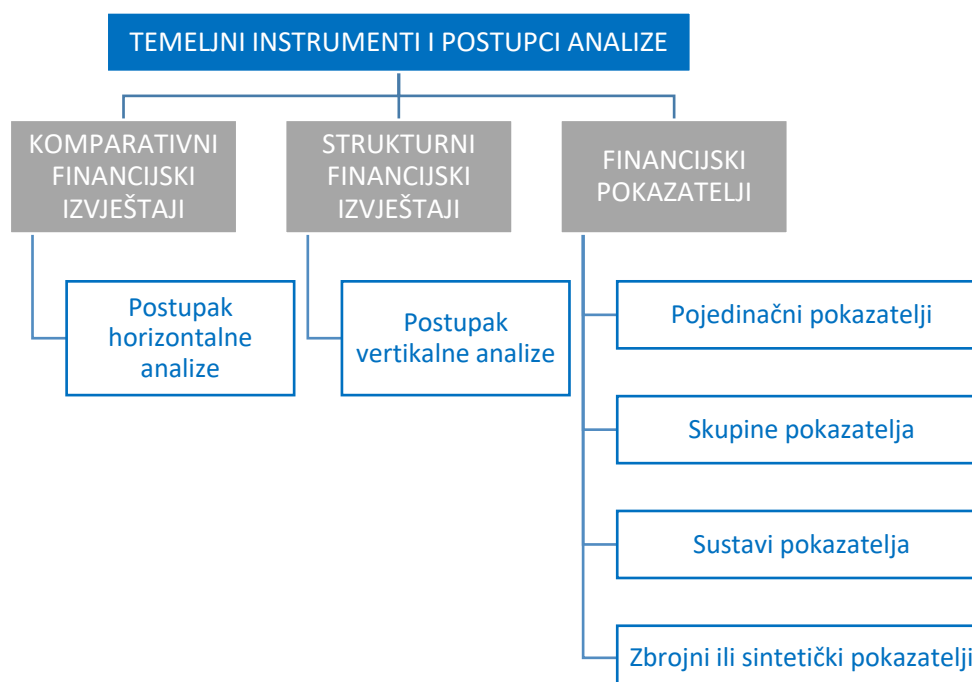 TEMELJNI INSTRUMENTI I POSTUPCI ANALIZE
KOMPARATIVNI
FINANCIJSKI
IZVJEŠTAJI
Postupak
horizontalne
analize
STRUKTURNI
FINANCIJSKI
IZVJEŠTAJI
Postupak
vertikalne analize
FINANCIJSKI
POKAZATELJI
Pojedinačni pokazatelji
Skupine pokazatelja
Sustavi pokazatelja
Zbrojni ili sintetički pokazatelji